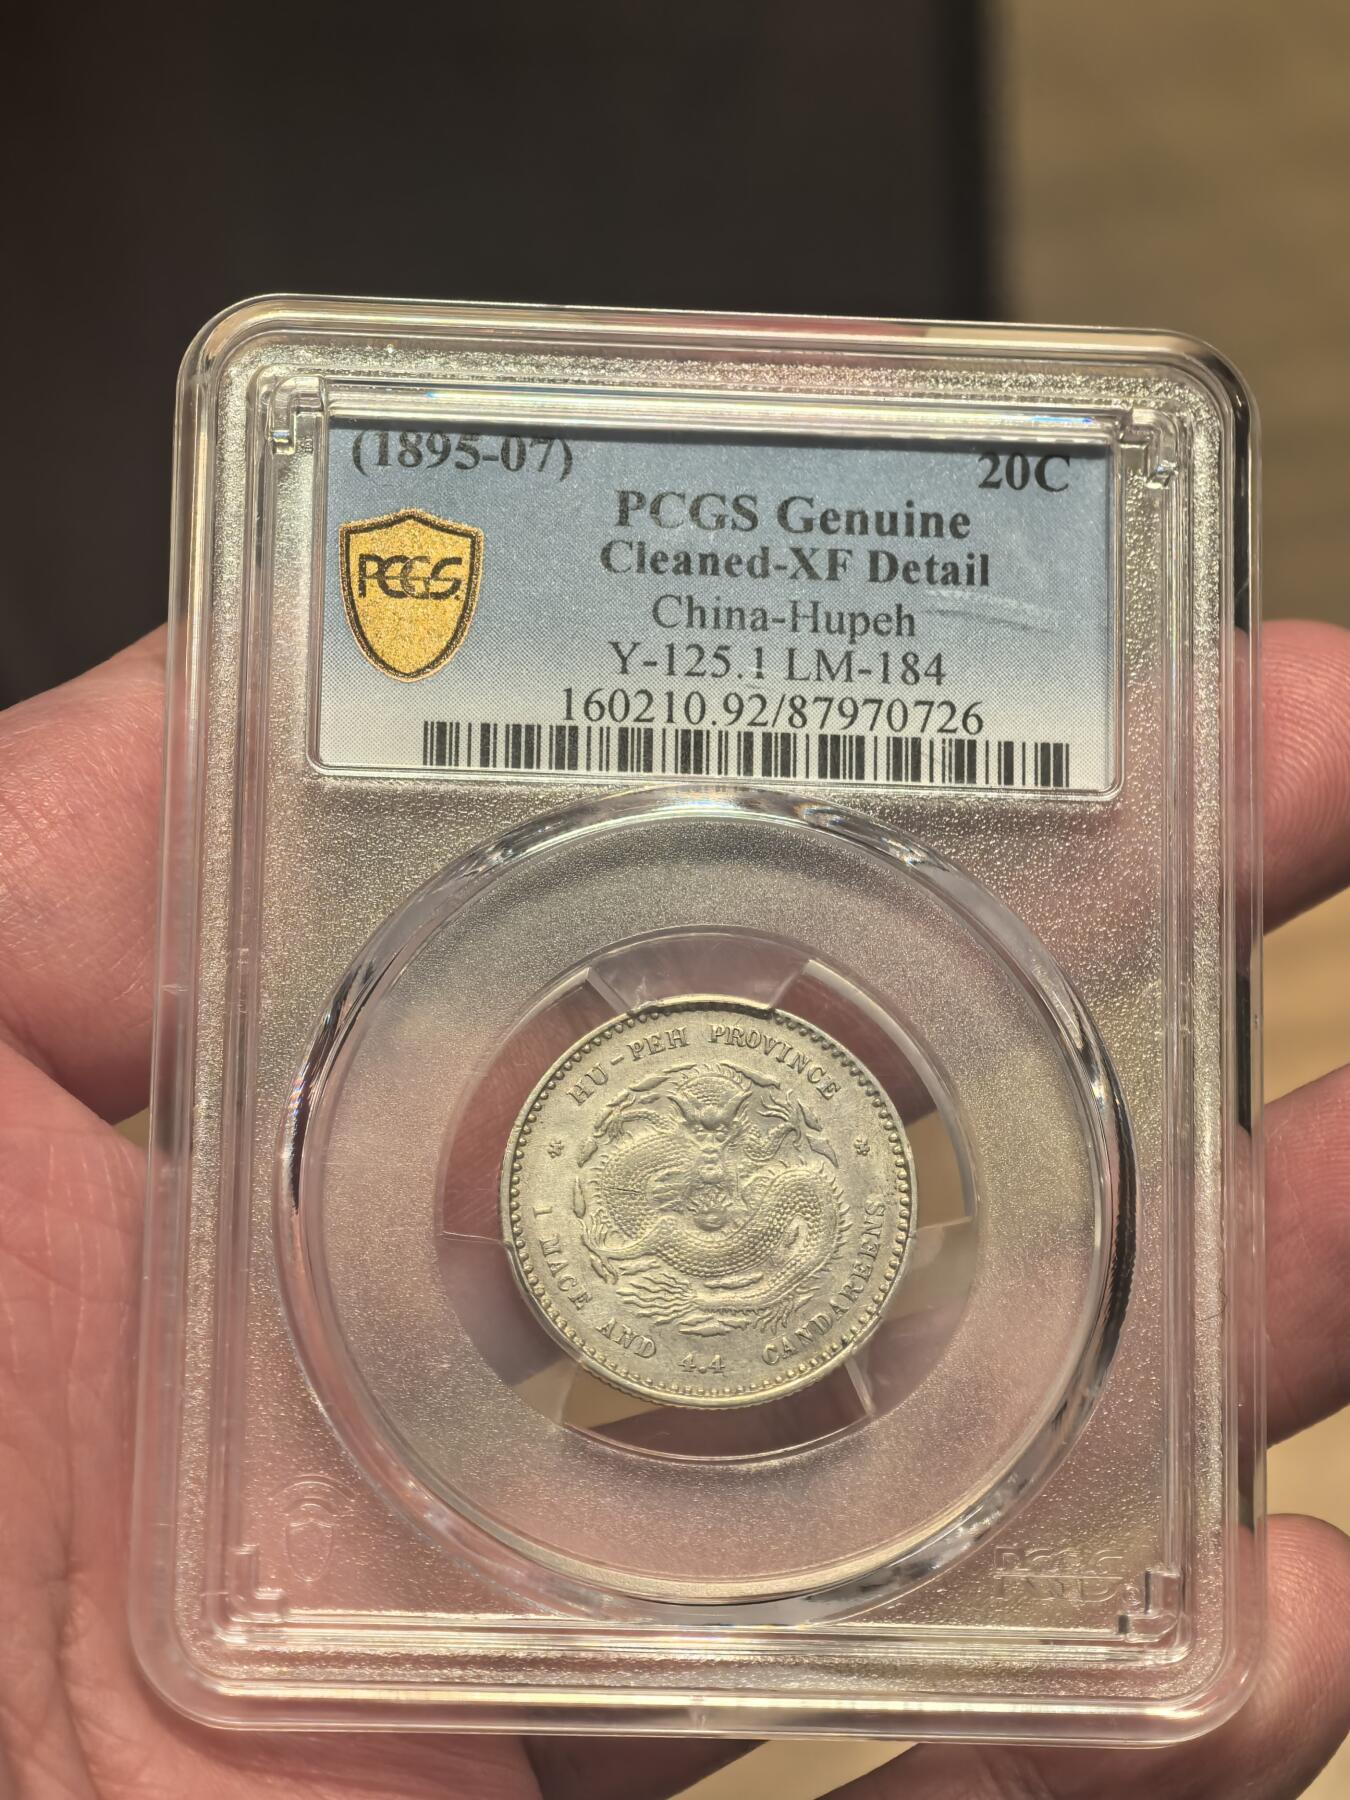 (1895-07)
20C
PCGS Genuine
Cleaned-XF Detail
China-Hupeh
Y-125.1 LM-184
160210.92/87970726
PCGS
HU-PEH PROVINCE
1 MACE AND 4.4 CANDAREENS
PCGS